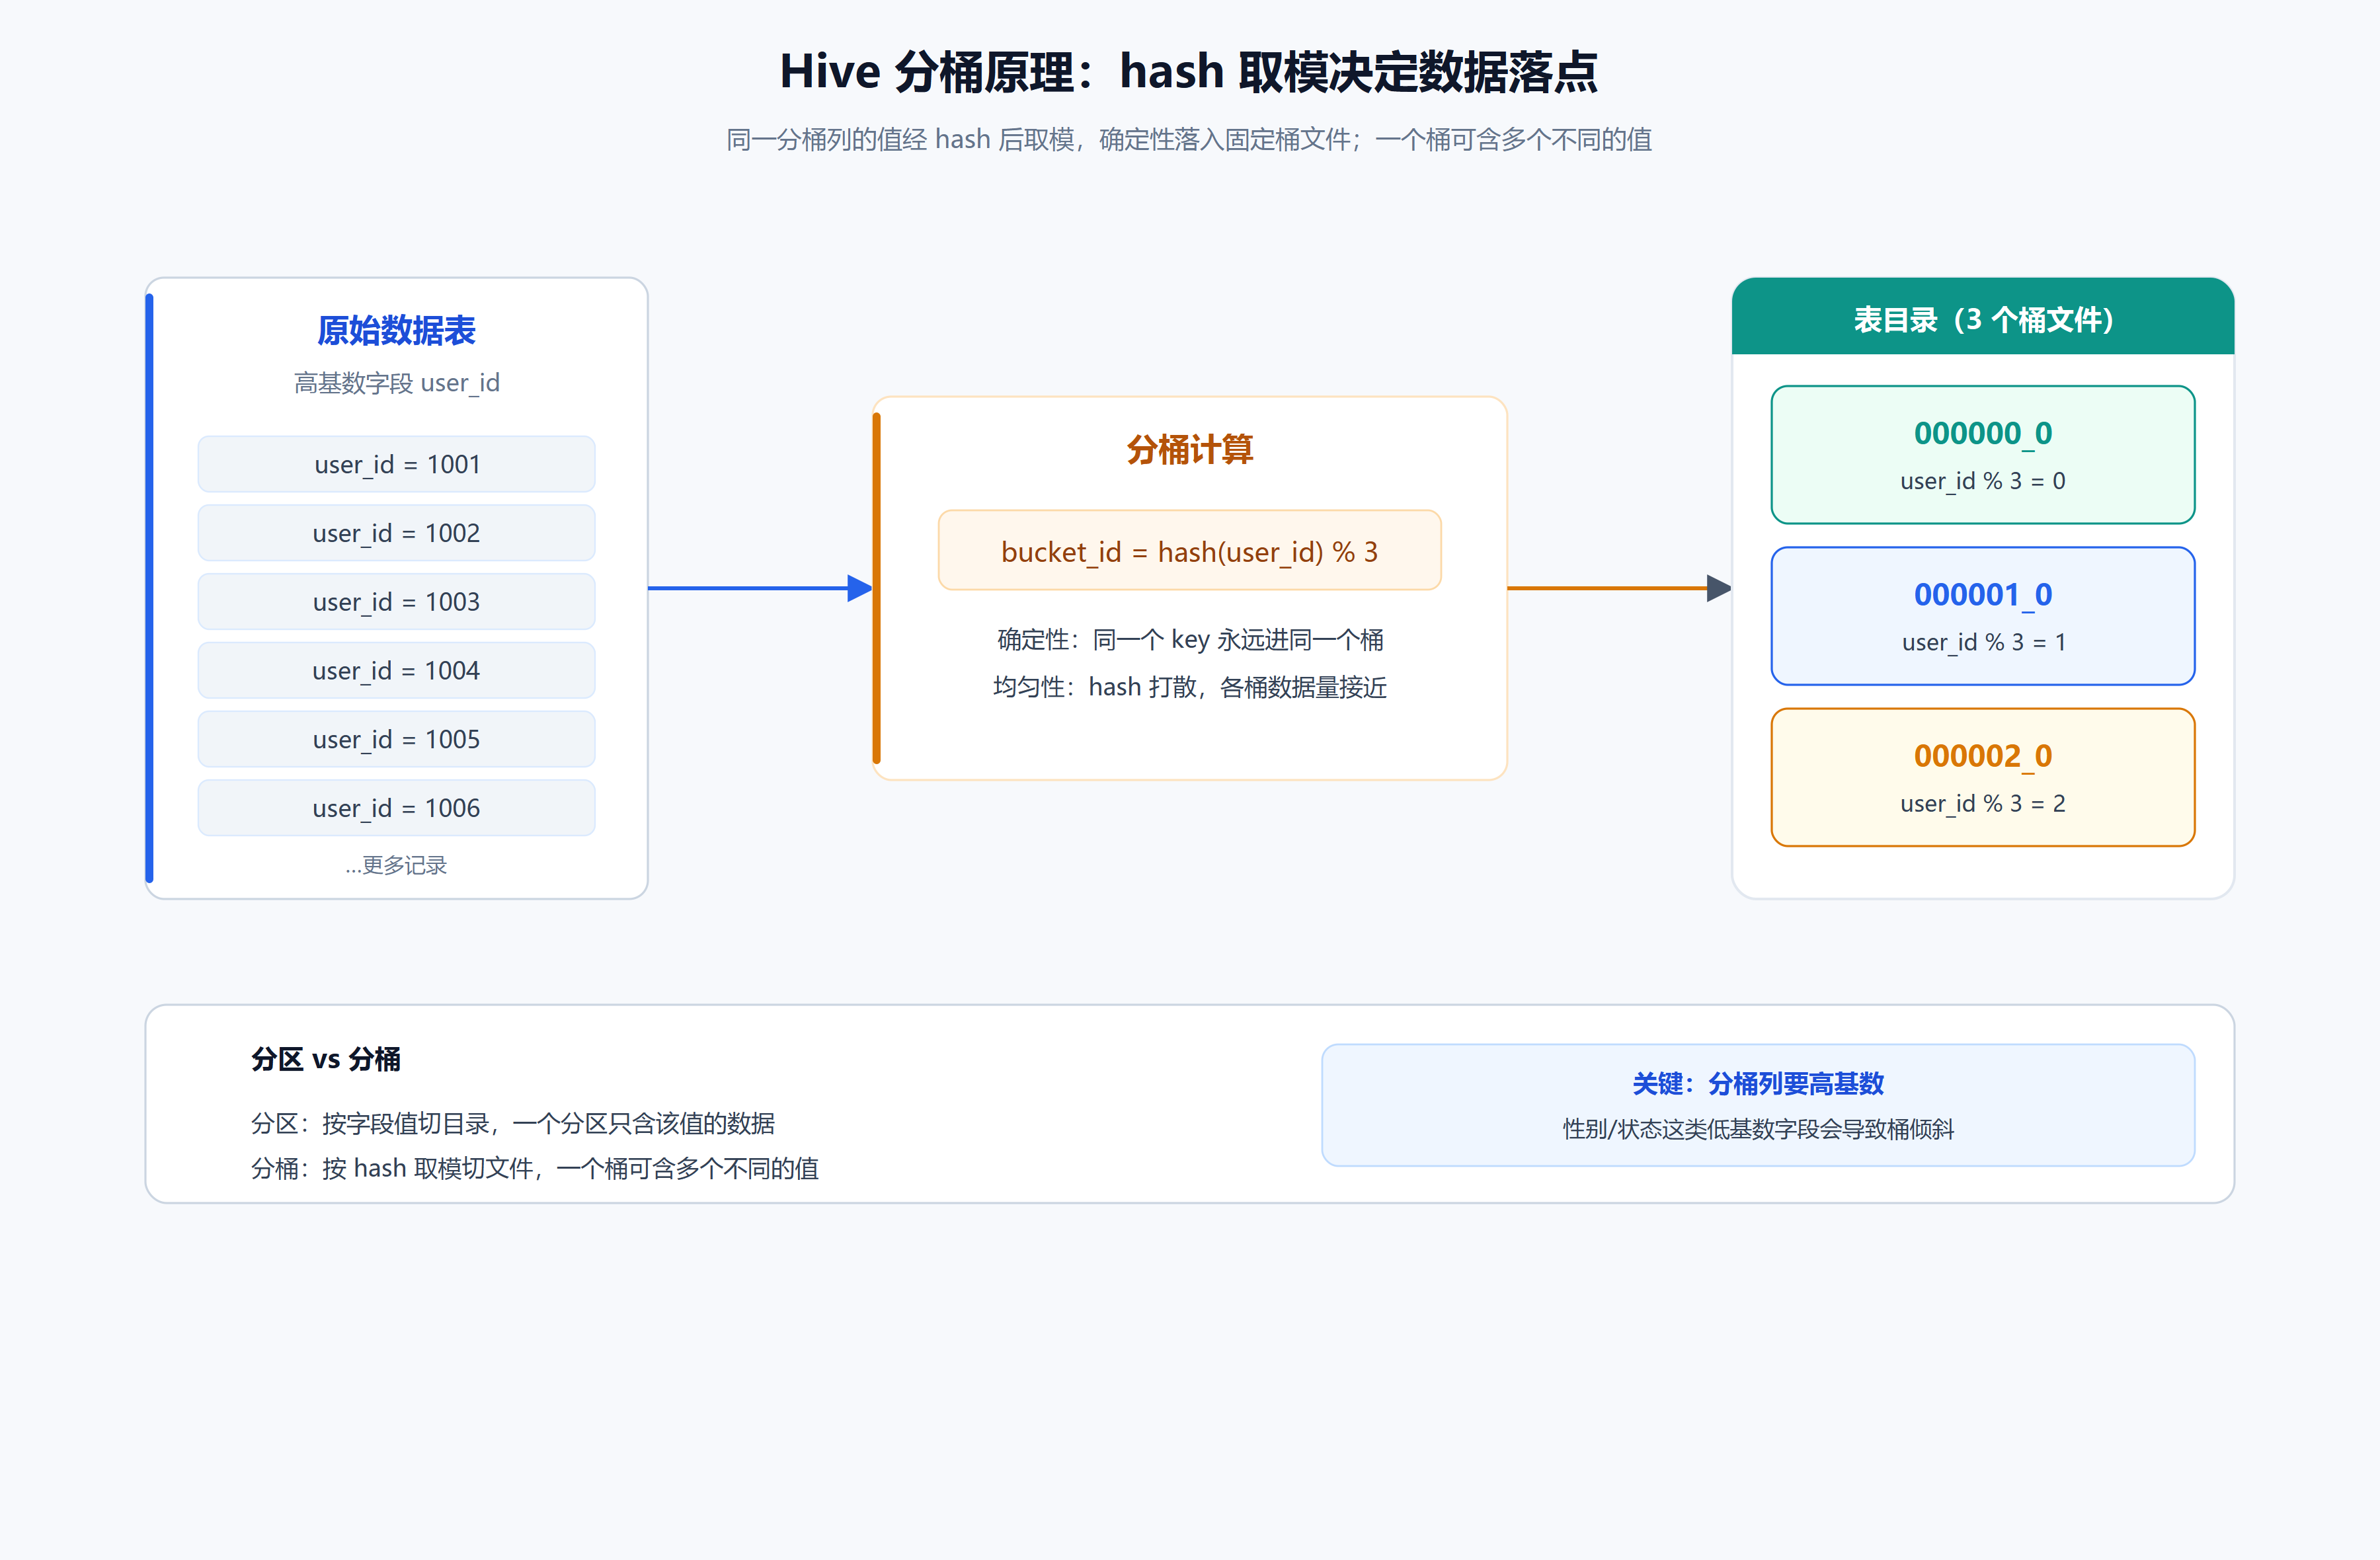 Hive 分桶原理：hash 取模决定数据落点
同一分桶列的值经 hash 后取模，确定性落入固定桶文件；一个桶可含多个不同的值
原始数据表
高基数字段 user_id
user_id = 1001
user_id = 1002
user_id = 1003
user_id = 1004
user_id = 1005
user_id = 1006
...更多记录
分桶计算
bucket_id = hash(user_id) % 3
确定性：同一个 key 永远进同一个桶
均匀性：hash 打散，各桶数据量接近
表目录（3 个桶文件）
000000_0
user_id % 3 = 0
000001_0
user_id % 3 = 1
000002_0
user_id % 3 = 2
分区 vs 分桶
分区：按字段值切目录，一个分区只含该值的数据
分桶：按 hash 取模切文件，一个桶可含多个不同的值
关键：分桶列要高基数
性别/状态这类低基数字段会导致桶倾斜